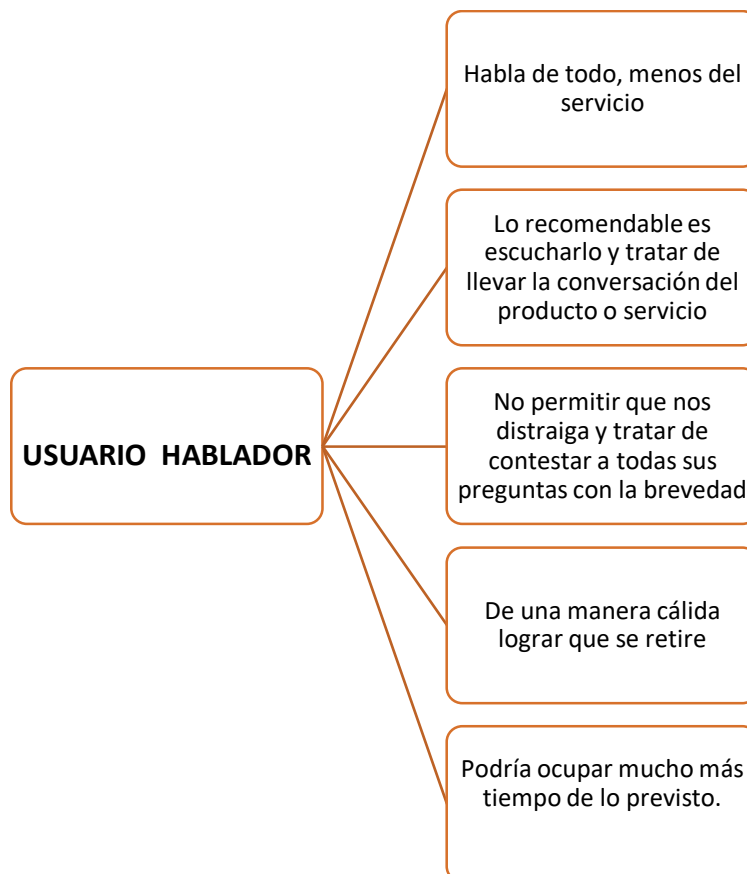 Habla de todo, menos del
servicio
Lo recomendable es
escucharlo y tratar de
llevar la conversación del
producto o servicio
USUARIO HABLADOR
No permitir que nos
distraiga y tratar de
contestar a todas sus
preguntas con la brevedad
De una manera cálida
lograr que se retire
Podría ocupar mucho más
tiempo de lo previsto.